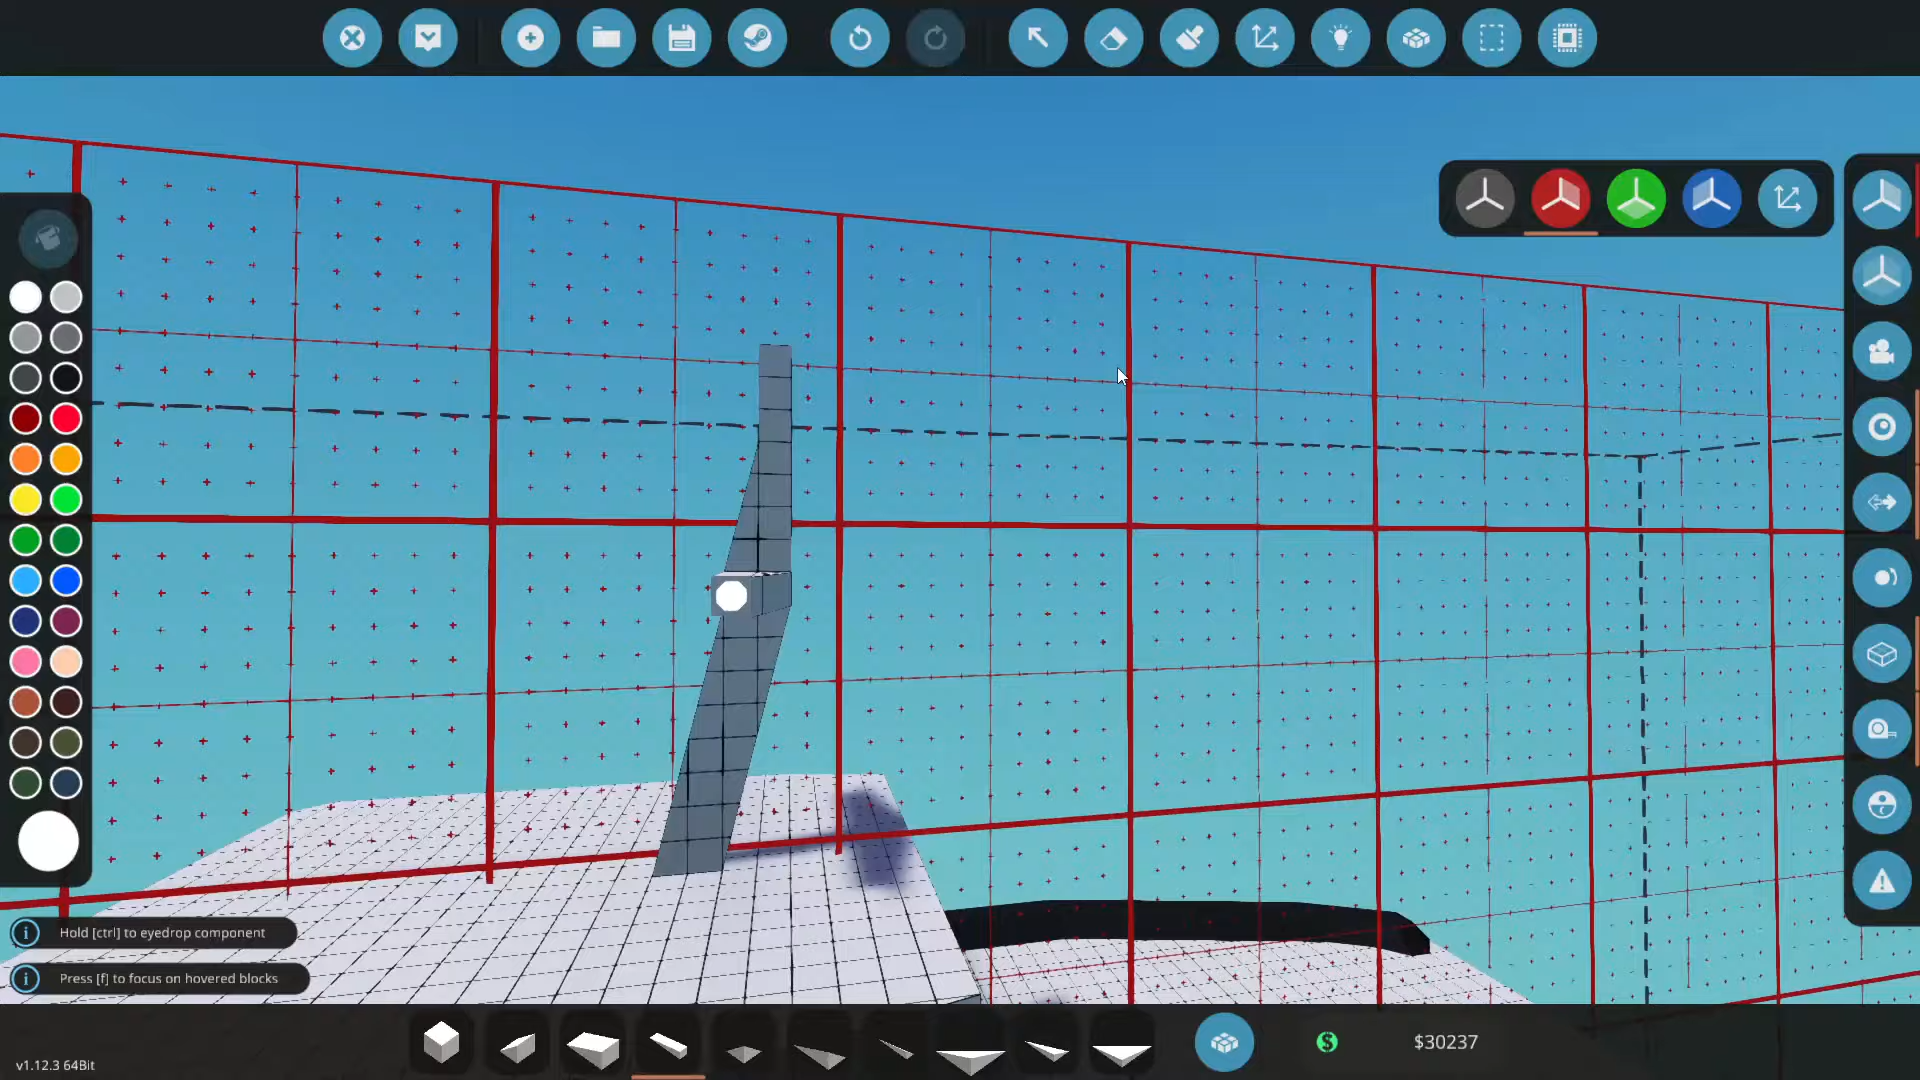 Hold [ctrl] to eyedrop component
Press [f] to focus on hovered blocks
$30237
v1.12.3 64Bit